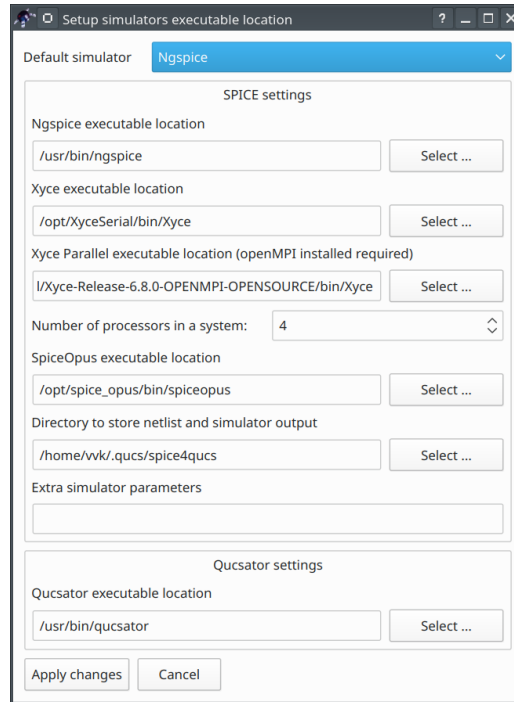 Setup simulators executable location
Default simulator Ngspice
SPICE settings
Ngspice executable location
/usr/bin/ngspice Select ...
Xyce executable location
/opt/XyceSerial/bin/Xyce Select ...
Xyce Parallel executable location (openMPI installed required)
l/Xyce-Release-6.8.0-OPENMPI-OPENSOURCE/bin/Xyce Select ...
Number of processors in a system: 4
SpiceOpus executable location
/opt/spice_opus/bin/spiceopus Select ...
Directory to store netlist and simulator output
/home/vvk/.qucs/spice4qucs Select ...
Extra simulator parameters
Qucsator settings
Qucsator executable location
/usr/bin/qucsator Select ...
Apply changes Cancel